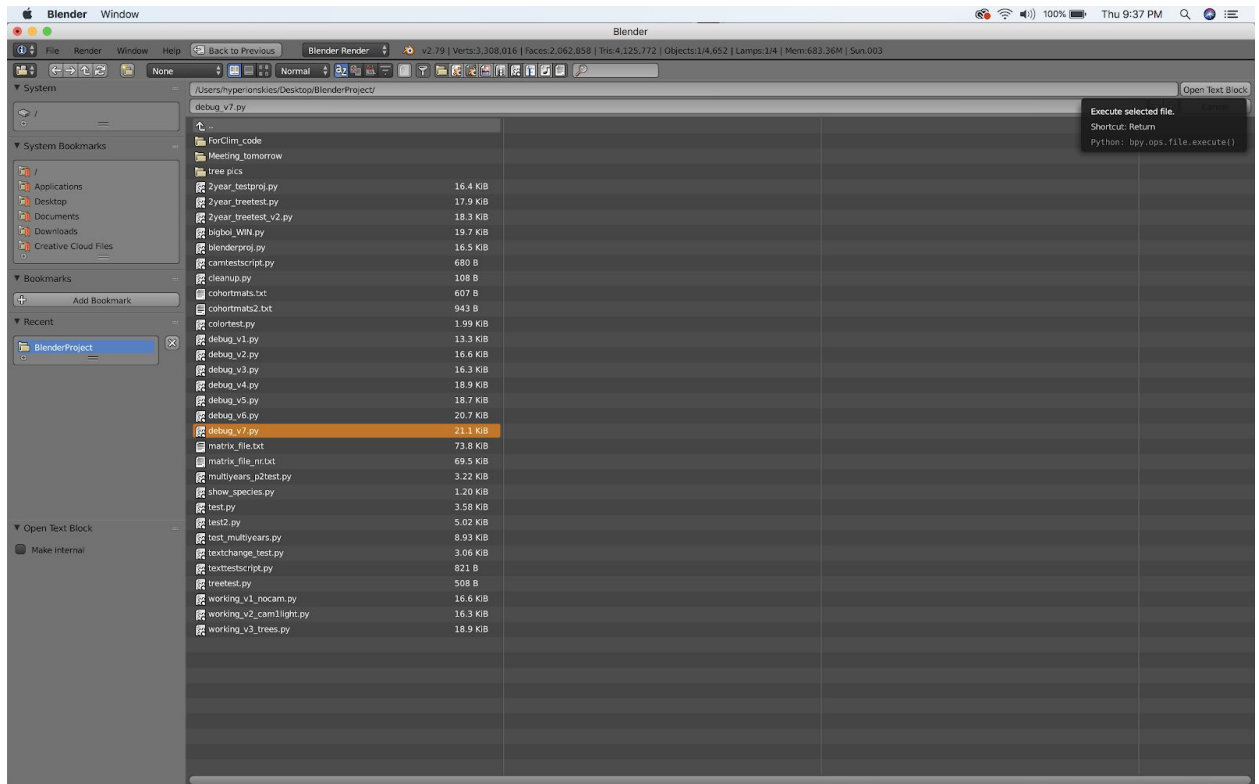 Blender Window 100% Thu 9:37 PM
Blender
File Render Window Help Back to Previous Blender Render v2.79 | Verts:3,308,016 | Faces:2,062,858 | Tris:4,125,772 | Objects:1/4,652 | Lamps:1/4 | Mem:683.36M | Sun.003
None Normal
System
/Users/hyperionskies/Desktop/BlenderProject/ Open Text Block
debug_v7.py
/
Execute selected file.
Shortcut: Return
Python: bpy.ops.file.execute()
System Bookmarks
/
Applications
Desktop
Documents
Downloads
Creative Cloud Files
Bookmarks
Add Bookmark
Recent
BlenderProject
Open Text Block
Make internal
..
ForClim_code
Meeting_tomorrow
tree pics
2year_testproj.py 16.4 KiB
2year_treetest.py 17.9 KiB
2year_treetest_v2.py 18.3 KiB
bigboi_WIN.py 19.7 KiB
blenderproj.py 16.5 KiB
camtestscript.py 680 B
cleanup.py 108 B
cohortmats.txt 607 B
cohortmats2.txt 943 B
colortest.py 1.99 KiB
debug_v1.py 13.3 KiB
debug_v2.py 16.6 KiB
debug_v3.py 16.3 KiB
debug_v4.py 18.9 KiB
debug_v5.py 18.7 KiB
debug_v6.py 20.7 KiB
debug_v7.py 21.1 KiB
matrix_file.txt 73.8 KiB
matrix_file_nr.txt 69.5 KiB
multiyears_p2test.py 3.22 KiB
show_species.py 1.20 KiB
test.py 3.58 KiB
test2.py 5.02 KiB
test_multiyears.py 8.93 KiB
textchange_test.py 3.06 KiB
texttestscript.py 821 B
treetest.py 508 B
working_v1_nocam.py 16.6 KiB
working_v2_cam1light.py 16.3 KiB
working_v3_trees.py 18.9 KiB